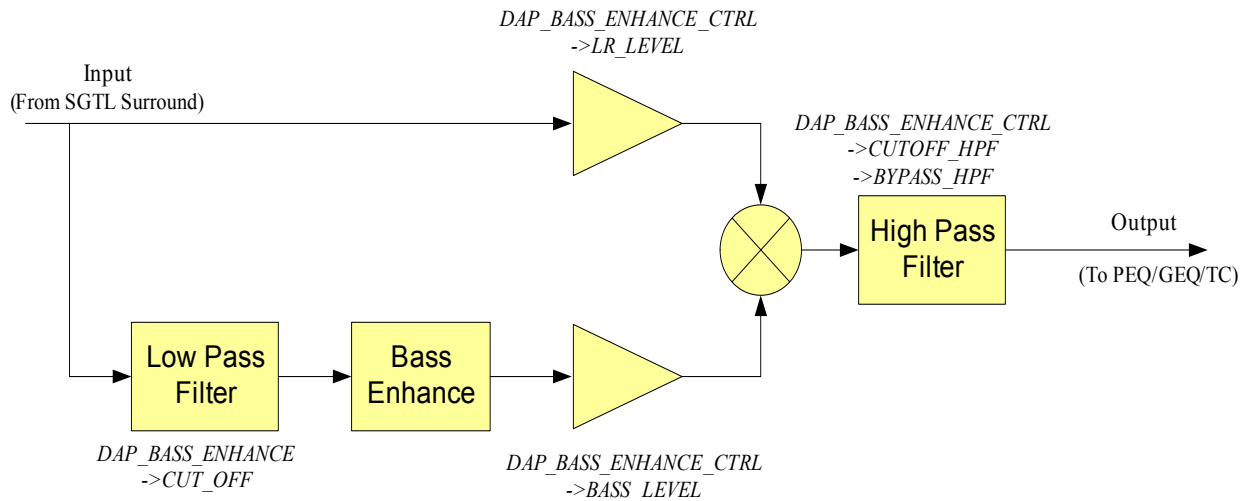 DAP_BASS_ENHANCE_CTRL
->LR_LEVEL
Input
(From SGTL Surround)
DAP_BASS_ENHANCE_CTRL
->CUTOFF_HPF
->BYPASS_HPF
High Pass
Filter
Output
(To PEQ/GEQ/TC)
Low Pass
Filter
Bass
Enhance
DAP_BASS_ENHANCE
->CUT_OFF
DAP_BASS_ENHANCE_CTRL
->BASS_LEVEL